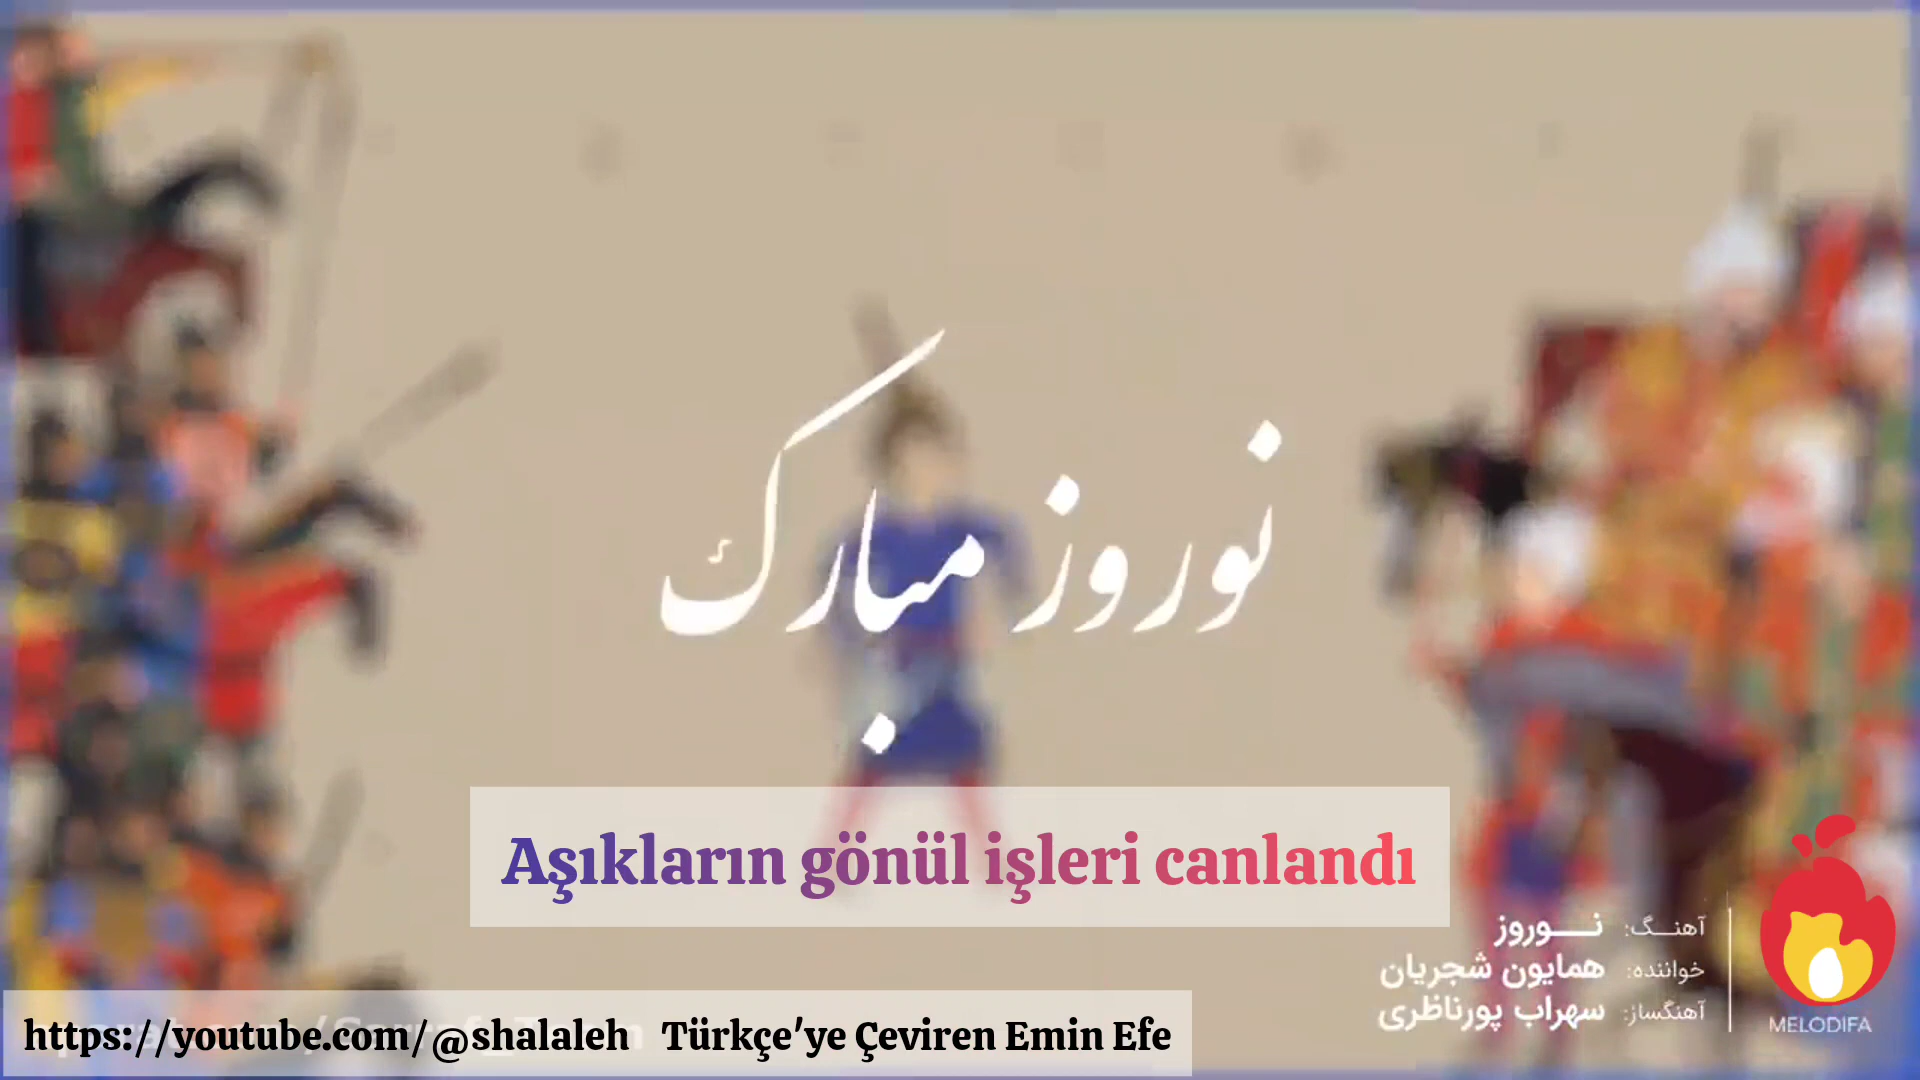 نوروز مبارك
Aşıkların gönül işleri canlandı
آهنگ: نوروز
خواننده: همایون شجریان
آهنگساز: سهراب پورناظری
MELODIFA
https://youtube.com/@shalaleh Türkçe'ye Çeviren Emin Efe